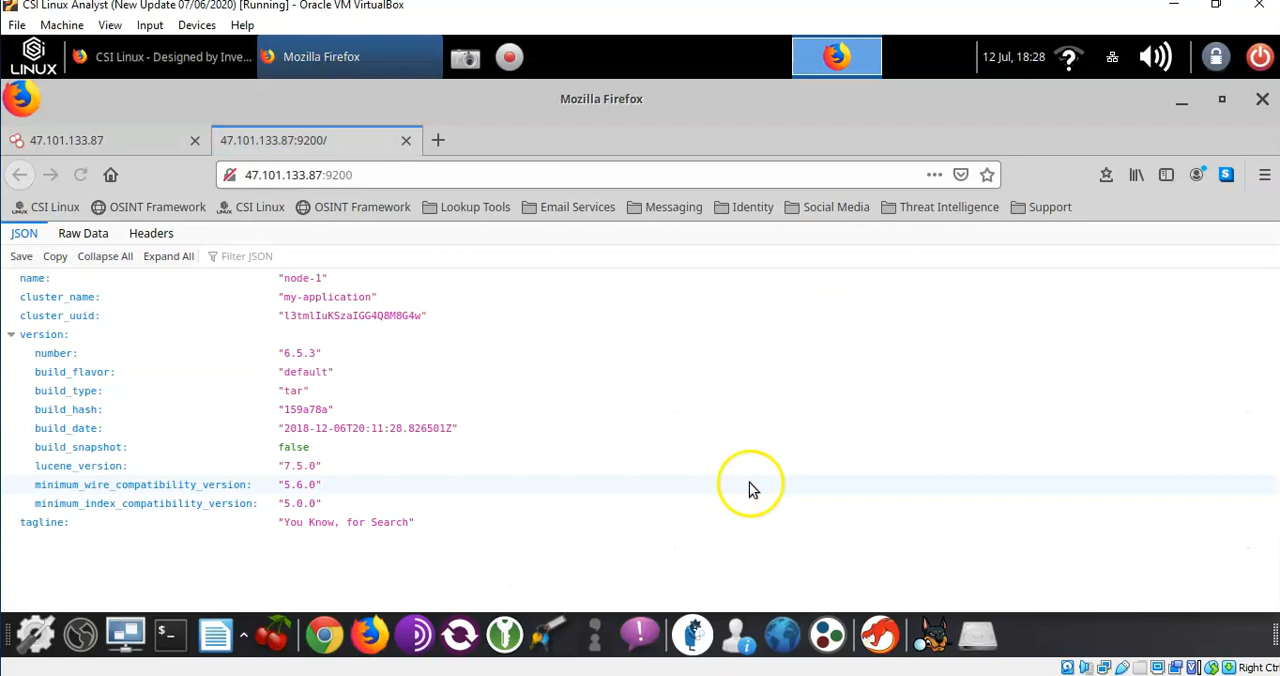 CSI Linux Analyst (New Update 07/06/2020) [Running] - Oracle VM VirtualBox
File Machine View Input Devices Help
LINUX CSI Linux - Designed by Inve... Mozilla Firefox 12 Jul, 18:28
Mozilla Firefox
47.101.133.87 47.101.133.87:9200/
47.101.133.87:9200
CSI Linux OSINT Framework CSI Linux OSINT Framework Lookup Tools Email Services Messaging Identity Social Media Threat Intelligence Support
JSON Raw Data Headers
Save Copy Collapse All Expand All Filter JSON
name: "node-1"
cluster_name: "my-application"
cluster_uuid: "l3tmlIuKSzaIGG4Q8M8G4w"
version:
number: "6.5.3"
build_flavor: "default"
build_type: "tar"
build_hash: "159a78a"
build_date: "2018-12-06T20:11:28.826501Z"
build_snapshot: false
lucene_version: "7.5.0"
minimum_wire_compatibility_version: "5.6.0"
minimum_index_compatibility_version: "5.0.0"
tagline: "You Know, for Search"
Right Ctr